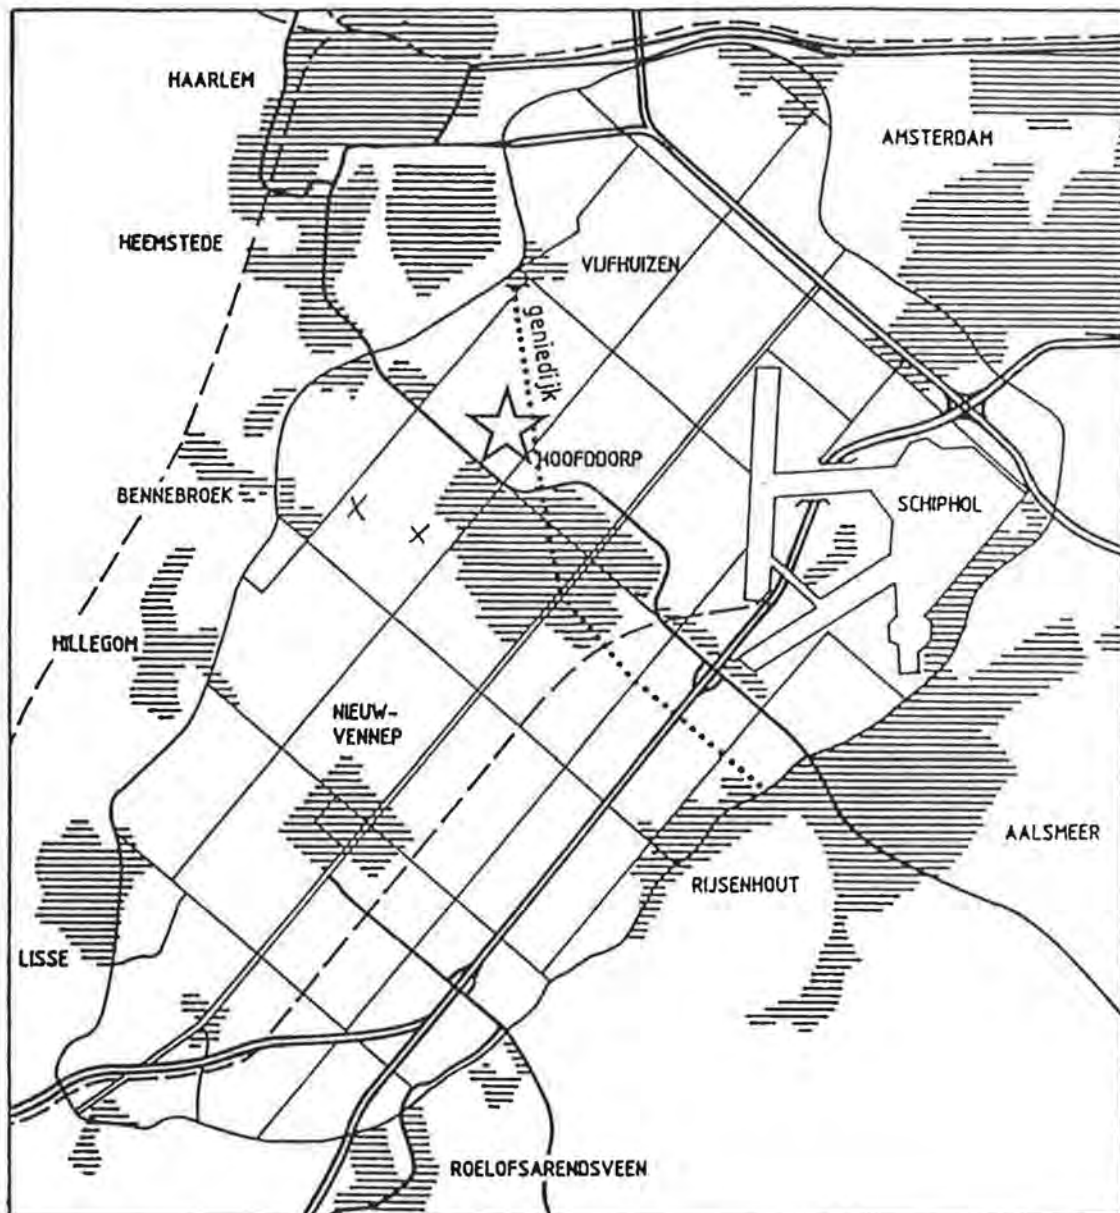 HAARLEM
AMSTERDAM
HEEMSTEDE
VIJFHUIZEN
geniedijk
HOOFDDORP
BENNEBROEK
SCHIPHOL
HILLEGOM
NIEUW-
VENNEP
AALSMEER
RIJSENHOUT
LISSE
ROELOFSARENDSVEEN